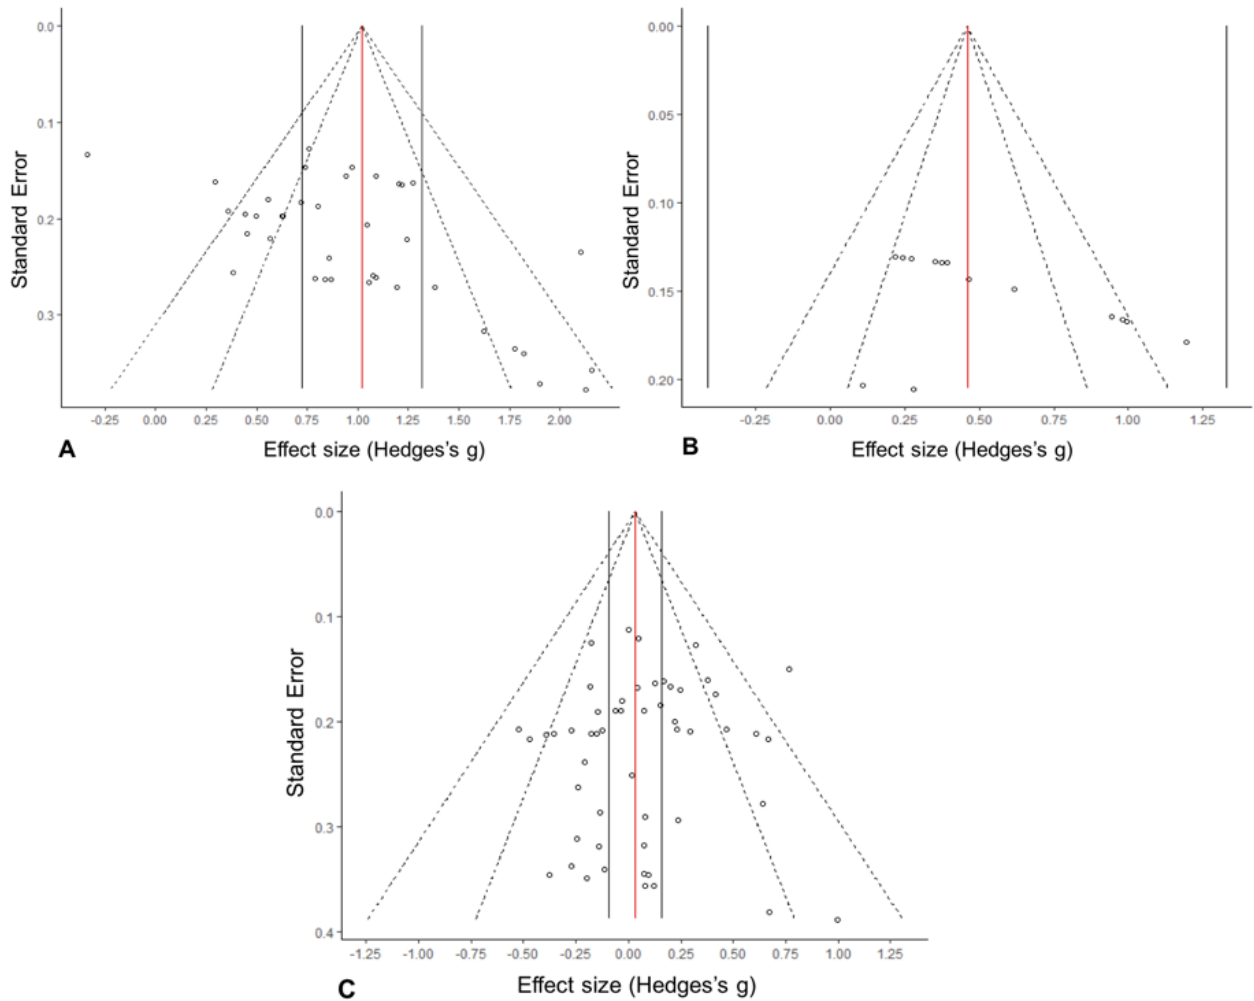 0.0
0.1
0.2
0.3
Standard Error
-0.25 0.00 0.25 0.50 0.75 1.00 1.25 1.50 1.75 2.00
A Effect size (Hedges's g)
0.00
0.05
0.10
0.15
0.20
Standard Error
-0.25 0.00 0.25 0.50 0.75 1.00 1.25
B Effect size (Hedges's g)
0.0
0.1
0.2
0.3
0.4
Standard Error
-1.25 -1.00 -0.75 -0.50 -0.25 0.00 0.25 0.50 0.75 1.00 1.25
C Effect size (Hedges's g)